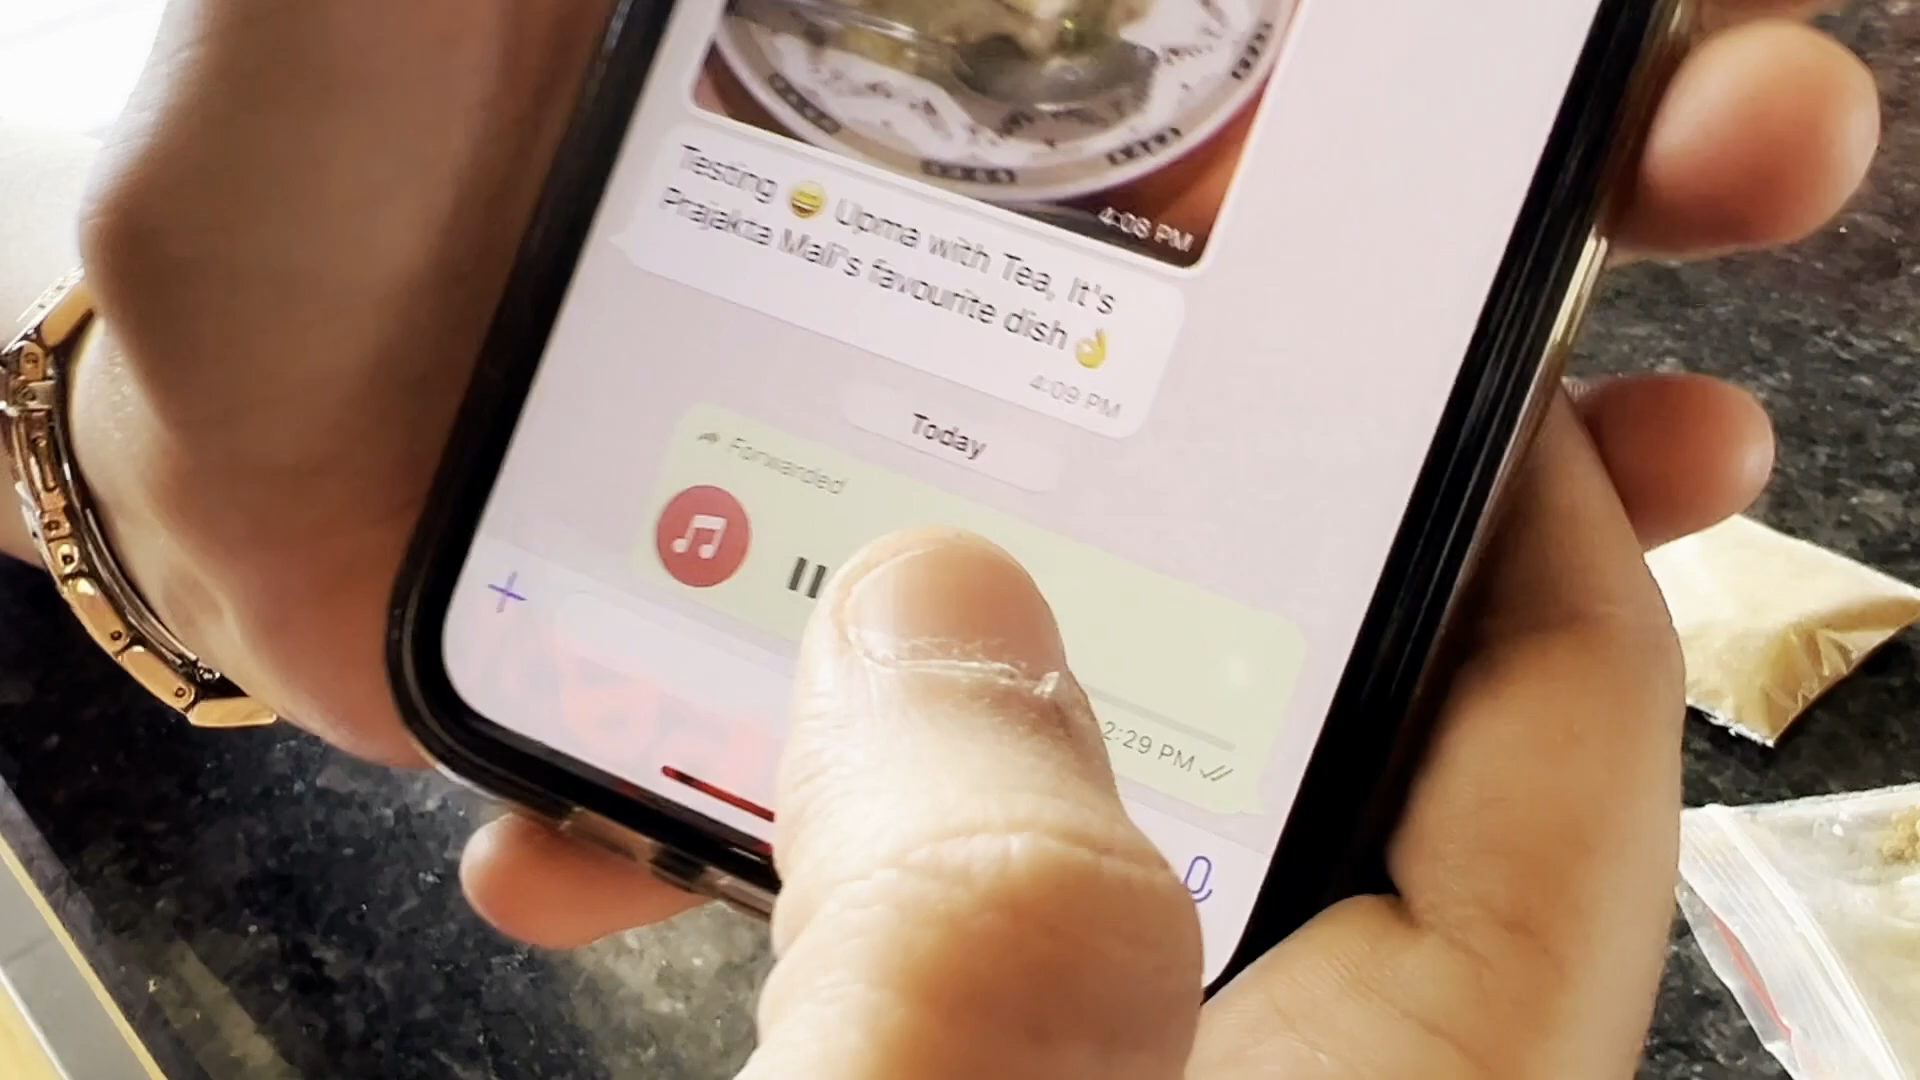 4:08 PM
Testing 😄 Upma with Tea, It's
Prajakta Mali's favourite dish 👌
4:09 PM
Today
Forwarded
2:29 PM